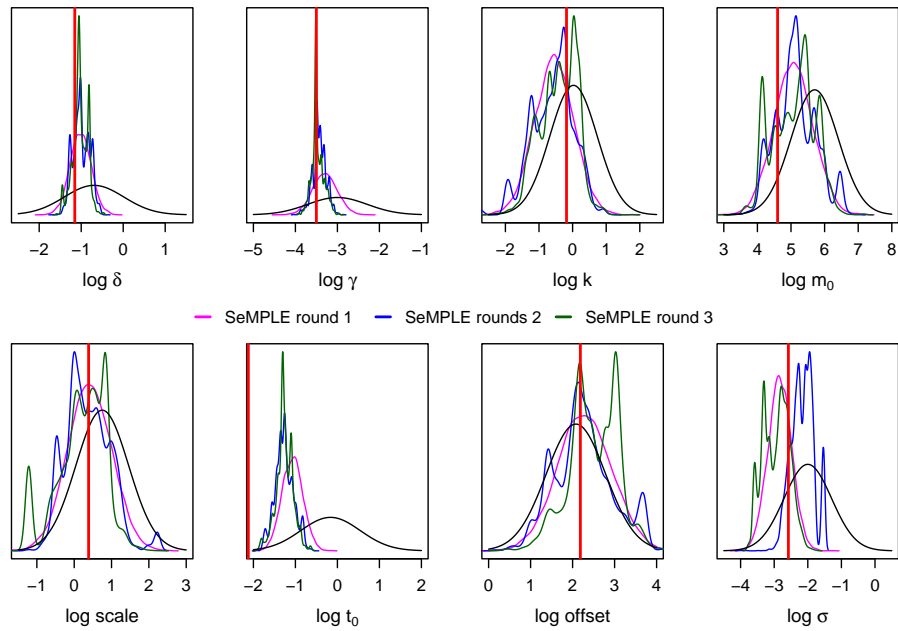 −2 −1 0 1
log δ
−5 −4 −3 −2 −1
log γ
−2 −1 0 1 2
log k
3 4 5 6 7 8
log m₀
SeMPLE round 1 SeMPLE rounds 2 SeMPLE round 3
−1 0 1 2 3
log scale
−2 −1 0 1 2
log t₀
0 1 2 3 4
log offset
−4 −3 −2 −1 0
log σ